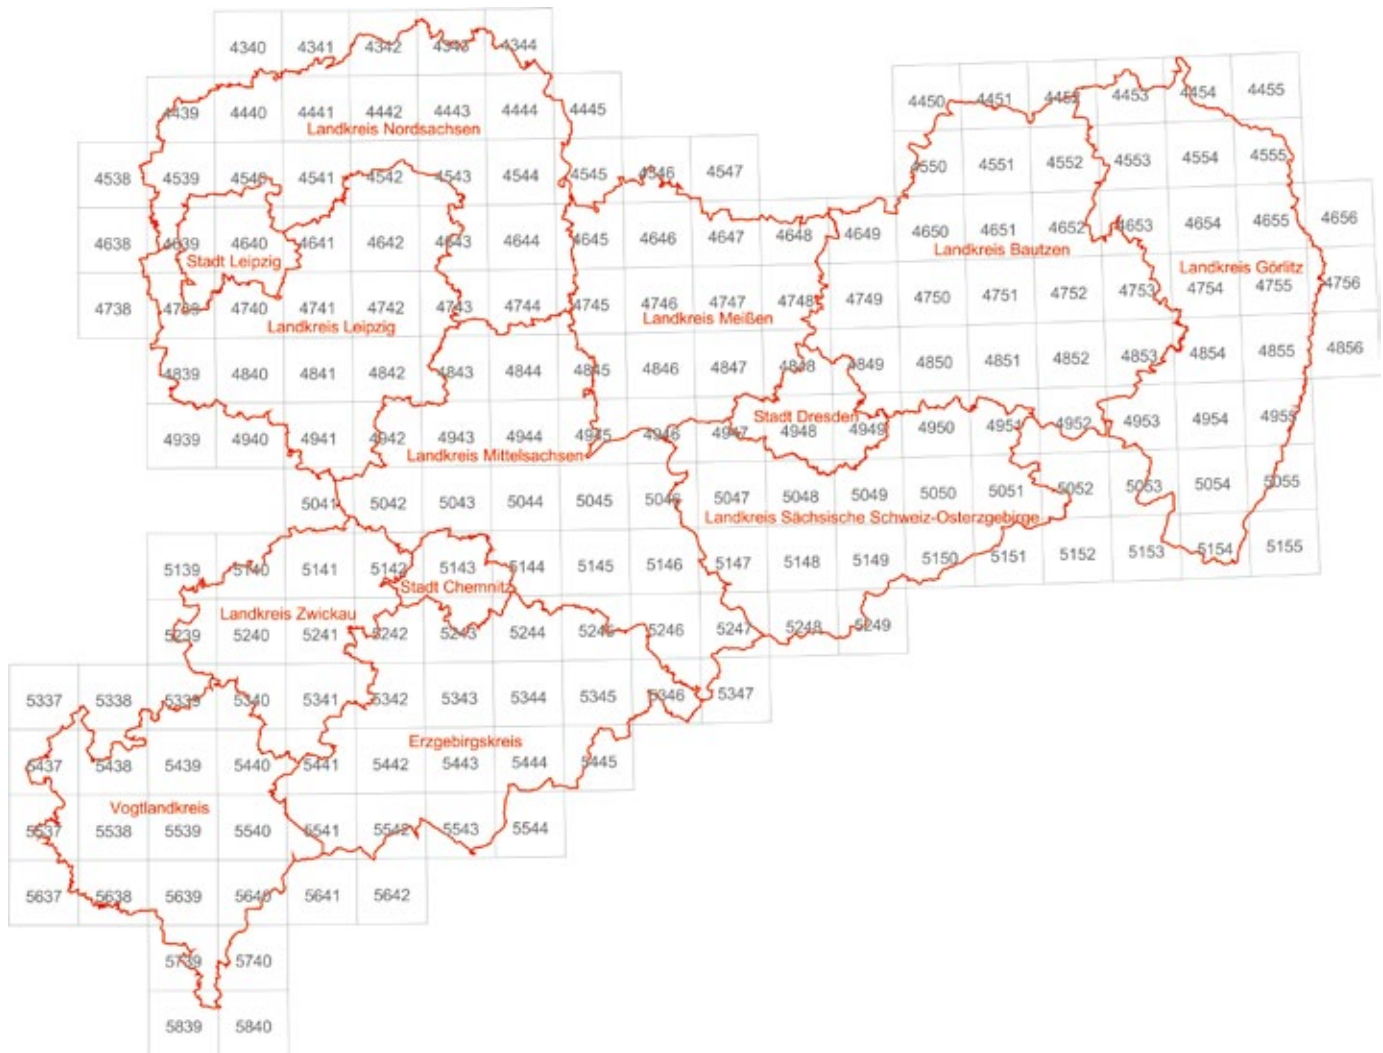 4340 4341 4342 4343 4344
4439 4440 4441 4442 4443 4444 4445 4450 4451 4452 4453 4454 4455
Landkreis Nordsachsen
4538 4539 4540 4541 4542 4543 4544 4545 4546 4547 4550 4551 4552 4553 4554 4555
4638 4639 4640 4641 4642 4643 4644 4645 4646 4647 4648 4649 4650 4651 4652 4653 4654 4655 4656
Stadt Leipzig Landkreis Bautzen Landkreis Görlitz
4738 4739 4740 4741 4742 4743 4744 4745 4746 4747 4748 4749 4750 4751 4752 4753 4754 4755 4756
Landkreis Leipzig Landkreis Meißen
4839 4840 4841 4842 4843 4844 4845 4846 4847 4848 4849 4850 4851 4852 4853 4854 4855 4856
Stadt Dresden
4939 4940 4941 4942 4943 4944 4945 4946 4947 4948 4949 4950 4951 4952 4953 4954 4955
Landkreis Mittelsachsen
5041 5042 5043 5044 5045 5046 5047 5048 5049 5050 5051 5052 5053 5054 5055
Landkreis Sächsische Schweiz-Osterzgebirge
5139 5140 5141 5142 5143 5144 5145 5146 5147 5148 5149 5150 5151 5152 5153 5154 5155
Stadt Chemnitz
Landkreis Zwickau
5239 5240 5241 5242 5243 5244 5245 5246 5247 5248 5249
5337 5338 5339 5340 5341 5342 5343 5344 5345 5346 5347
Erzgebirgskreis
5437 5438 5439 5440 5441 5442 5443 5444 5445
Vogtlandkreis
5537 5538 5539 5540 5541 5542 5543 5544
5637 5638 5639 5640 5641 5642
5739 5740
5839 5840